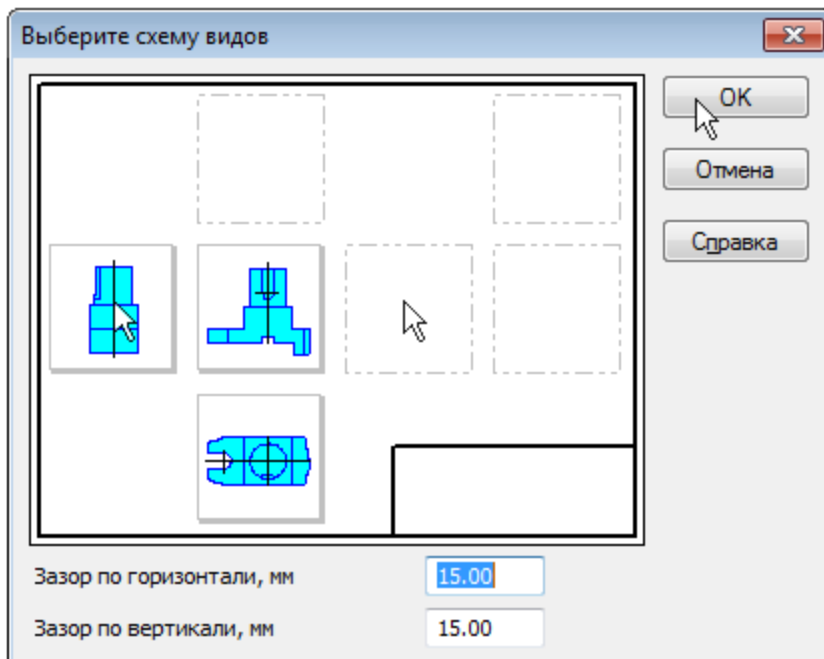 Выберите схему видов
OK
Отмена
Справка
Зазор по горизонтали, мм 15.00
Зазор по вертикали, мм 15.00